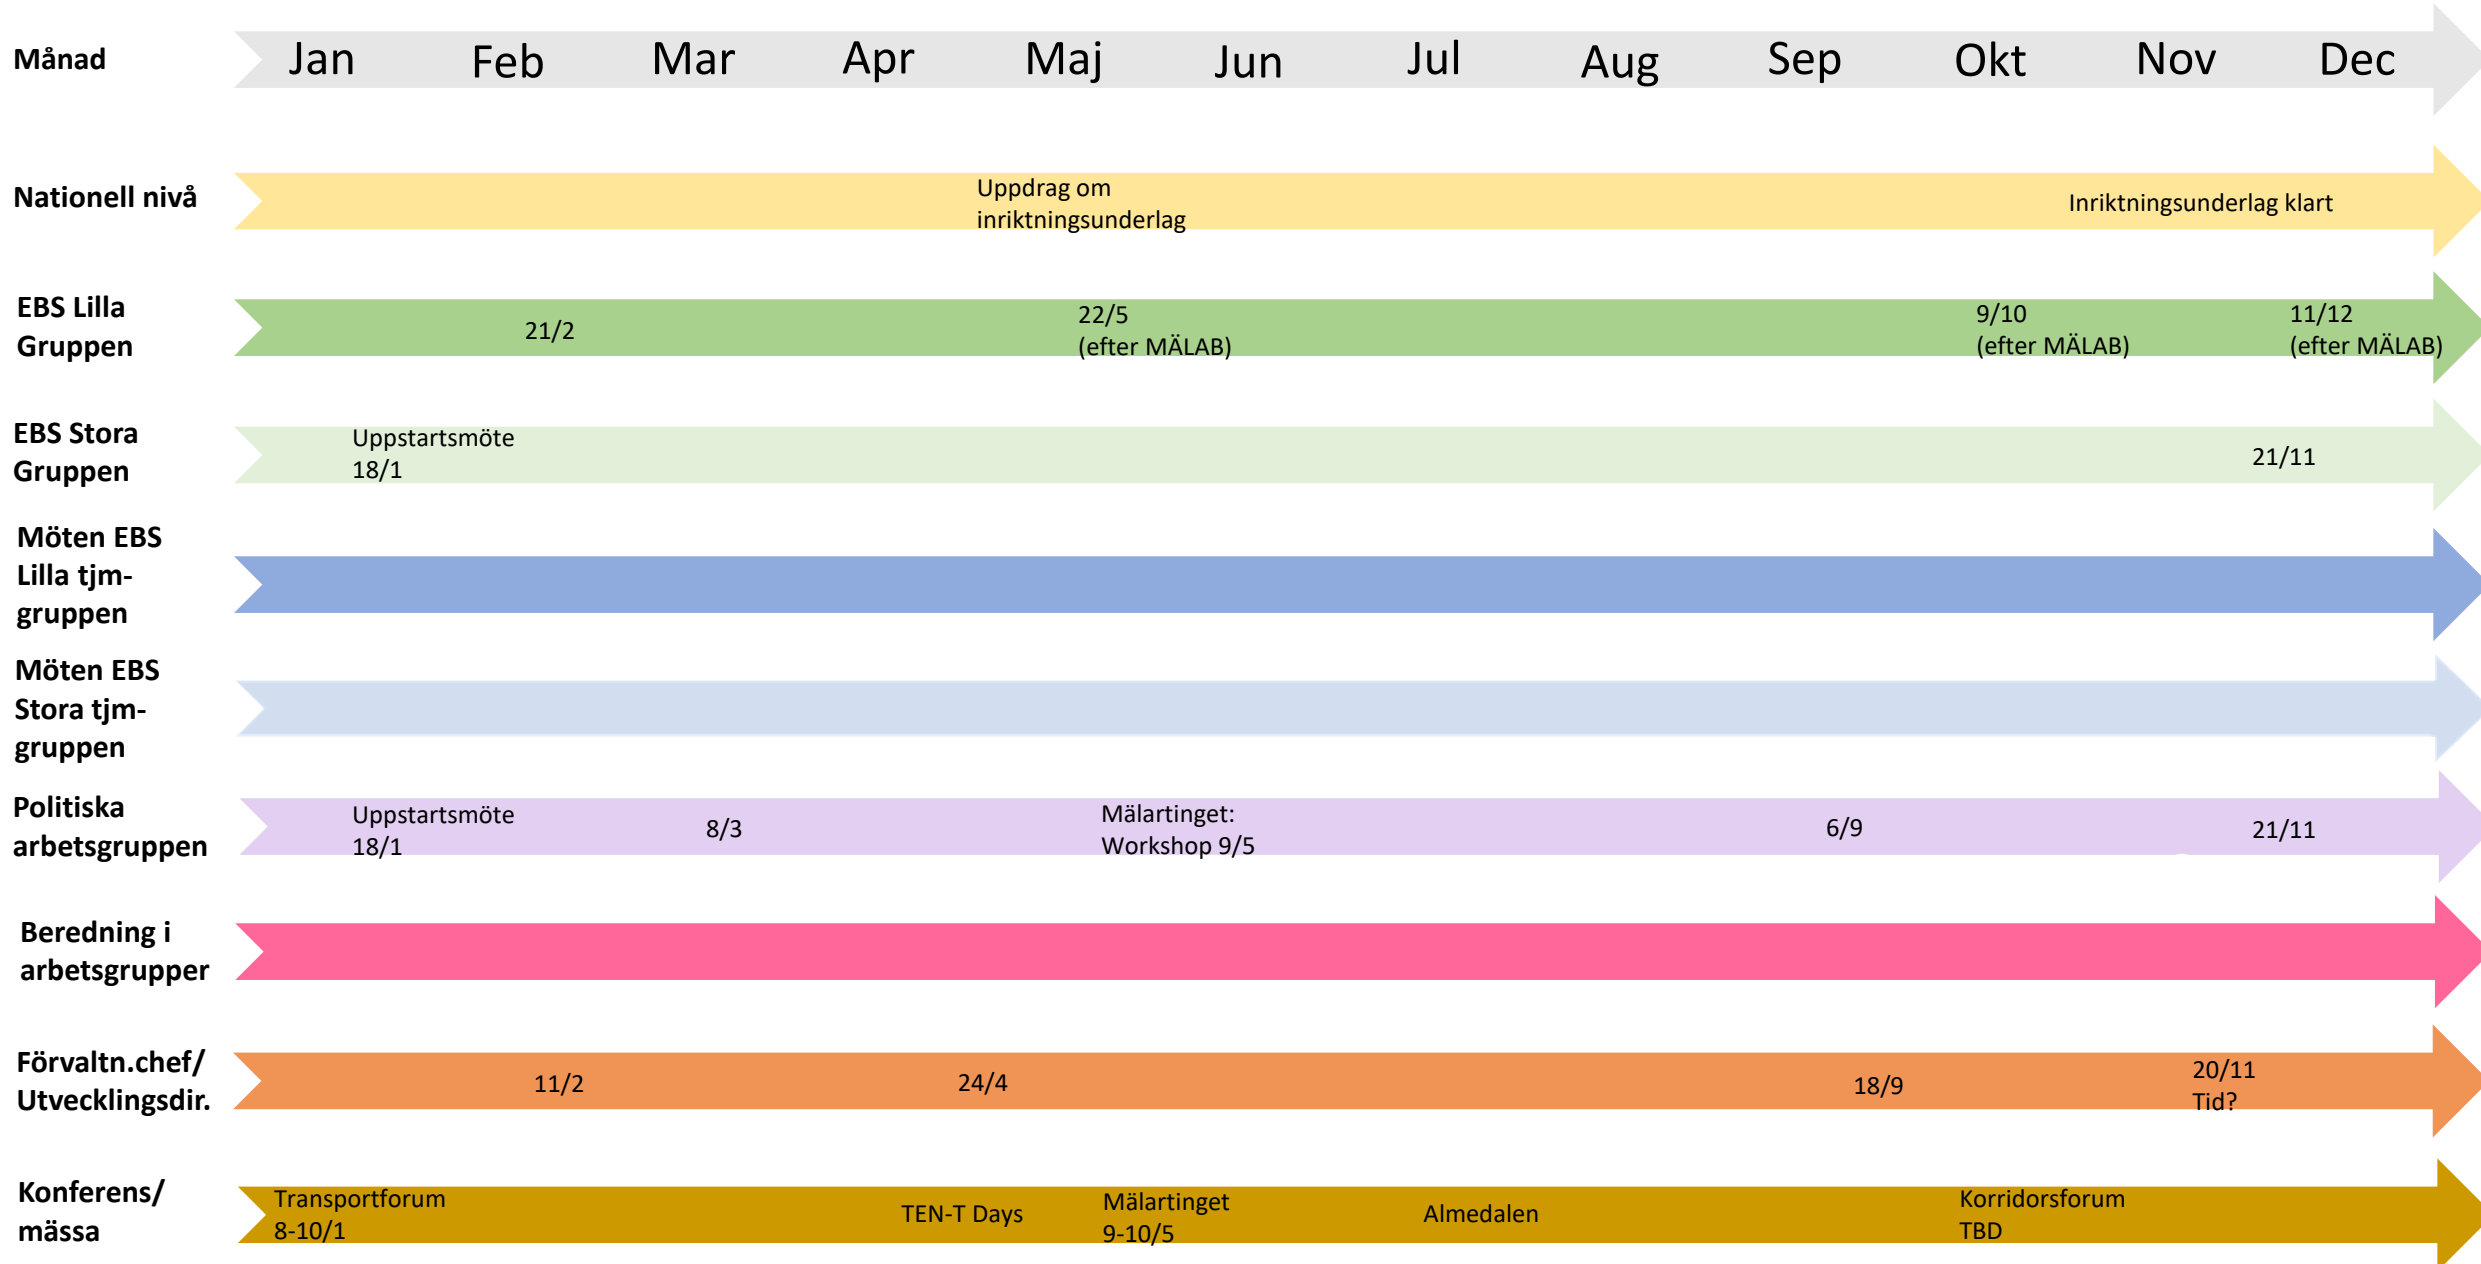 Månad
Jan Feb Mar Apr Maj Jun Jul Aug Sep Okt Nov Dec
Nationell nivå
Uppdrag om
inriktningsunderlag
Inriktningsunderlag klart
EBS Lilla
Gruppen
21/2
22/5
(efter MÄLAB)
9/10
(efter MÄLAB)
11/12
(efter MÄLAB)
EBS Stora
Gruppen
Uppstartsmöte
18/1
21/11
Möten EBS
Lilla tjm-
gruppen
Möten EBS
Stora tjm-
gruppen
Politiska
arbetsgruppen
Uppstartsmöte
18/1
8/3
Mälartinget:
Workshop 9/5
6/9
21/11
Beredning i
arbetsgrupper
Förvaltn.chef/
Utvecklingsdir.
11/2
24/4
18/9
20/11
Tid?
Konferens/
mässa
Transportforum
8-10/1
TEN-T Days
Mälartinget
9-10/5
Almedalen
Korridorsforum
TBD